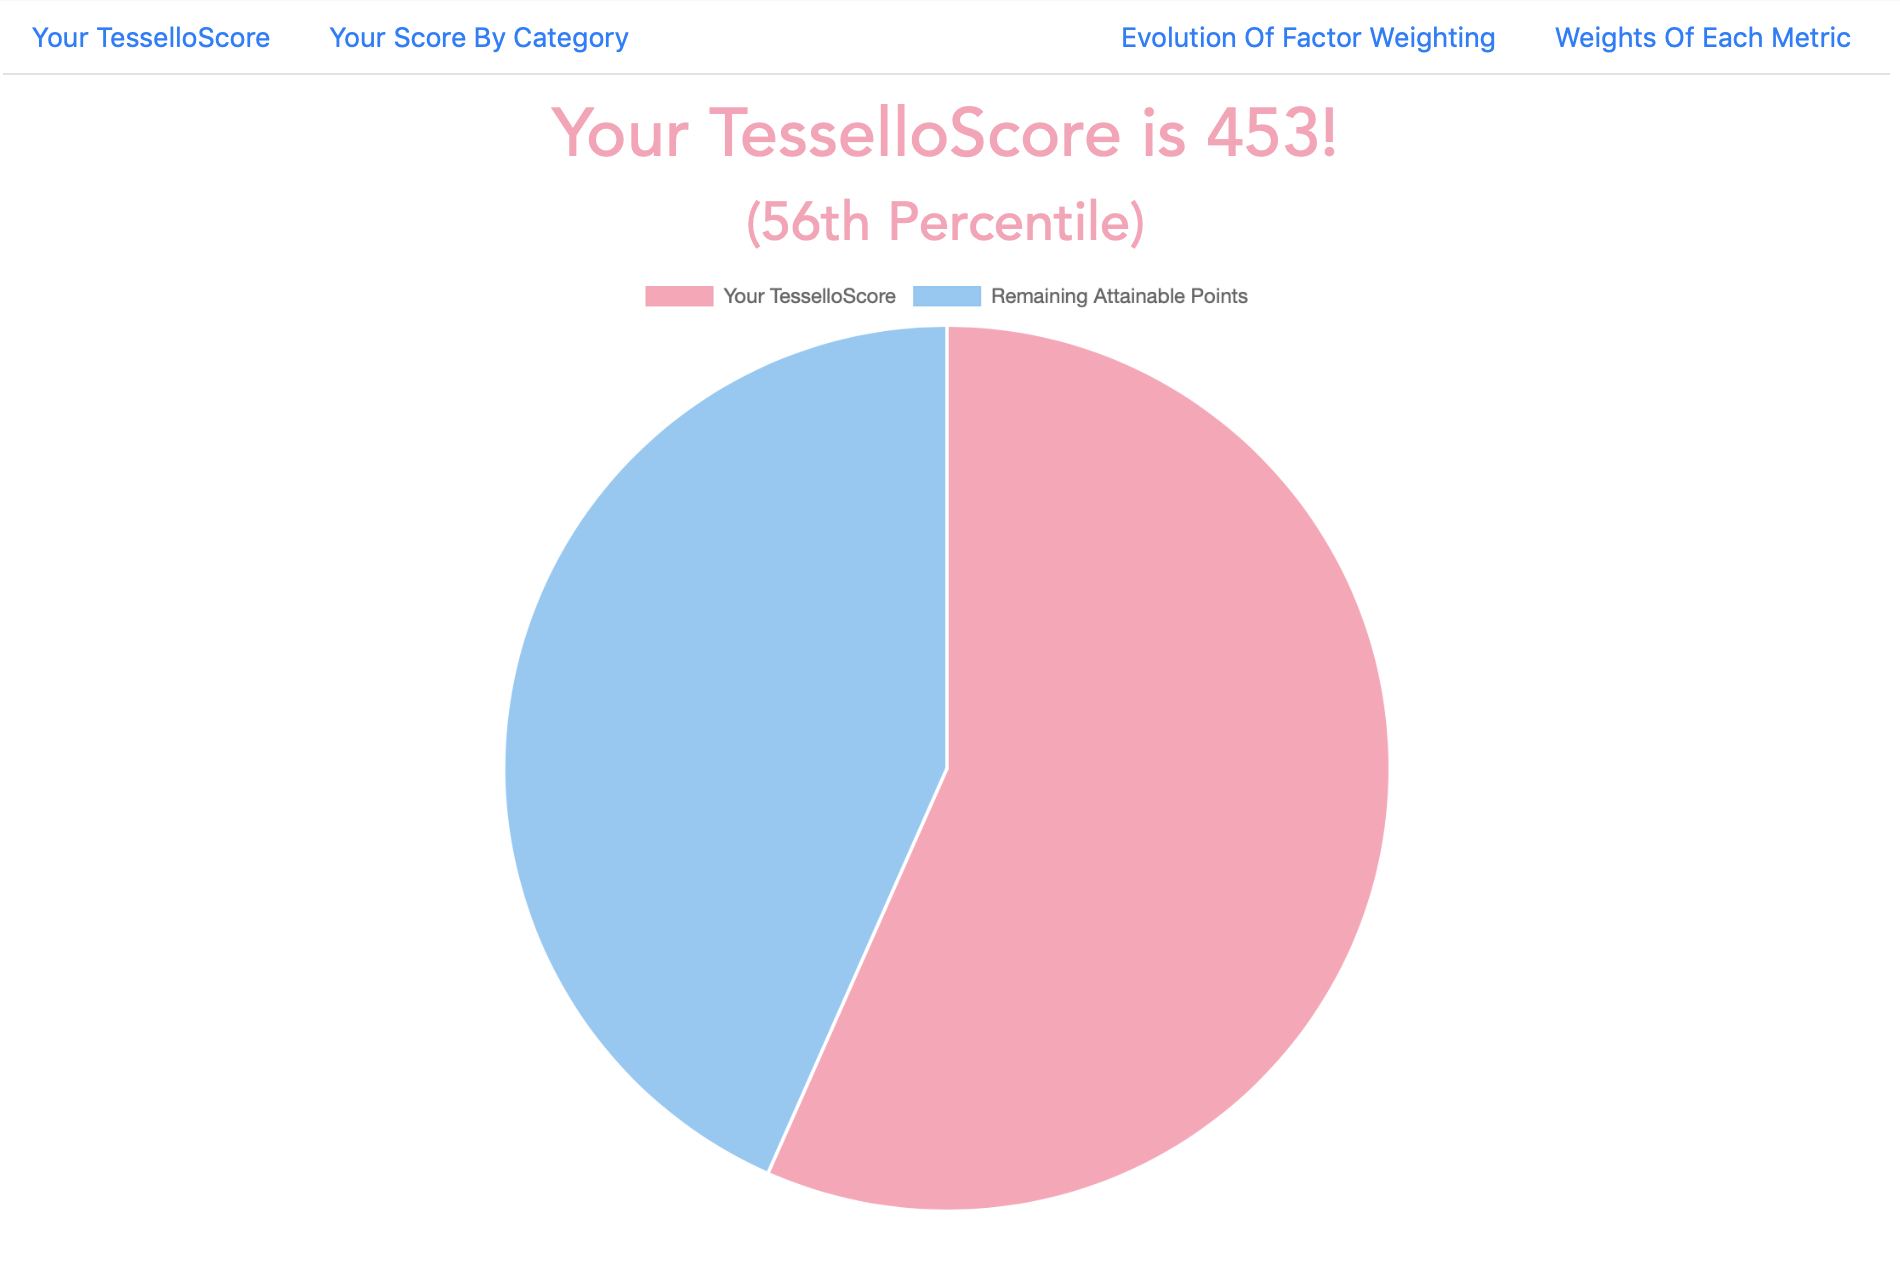 Your TesselloScore Your Score By Category Evolution Of Factor Weighting Weights Of Each Metric
Your TesselloScore is 453!
(56th Percentile)
Your TesselloScore Remaining Attainable Points